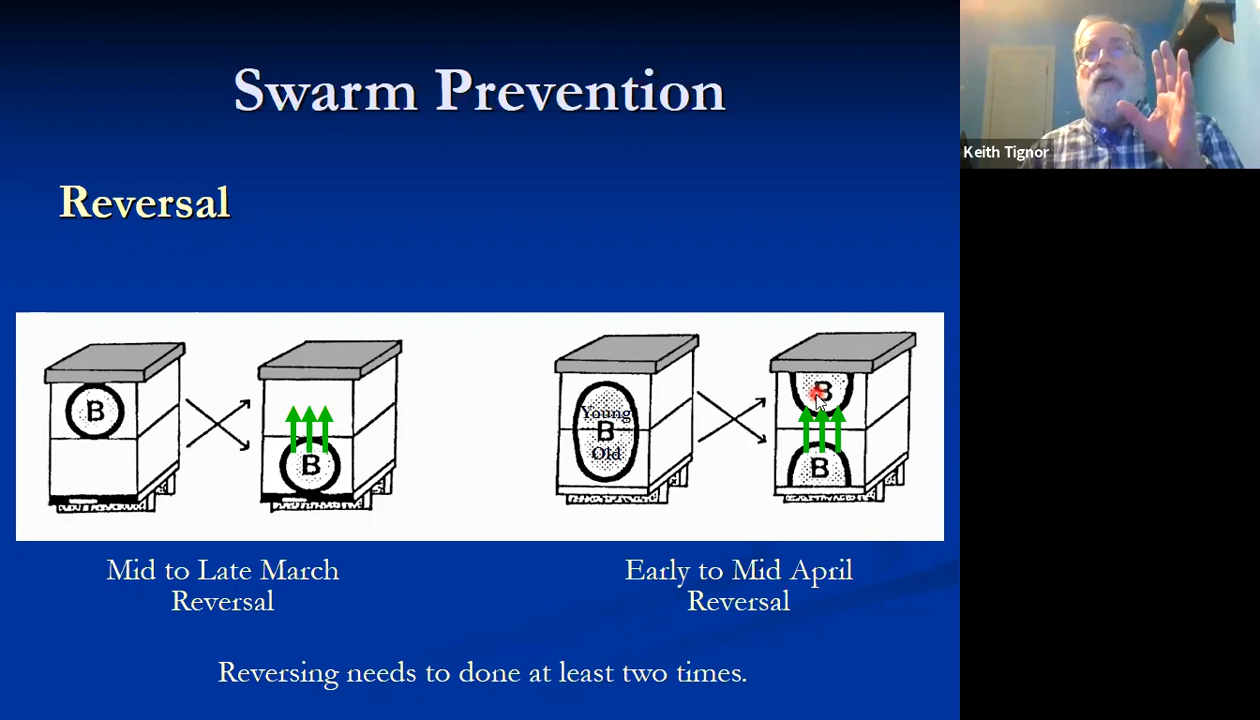 Swarm Prevention
Keith Tignor
Reversal
B
B
Young
B
Old
B
B
Mid to Late March
Reversal
Early to Mid April
Reversal
Reversing needs to done at least two times.